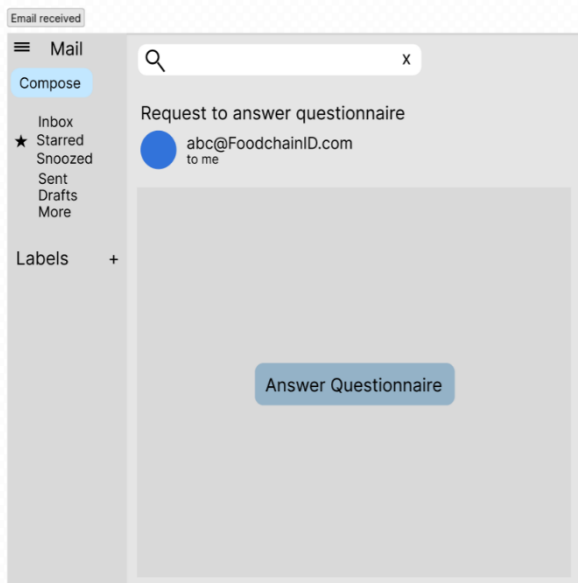 Email received
Mail
Compose
Inbox
Starred
Snoozed
Sent
Drafts
More
Labels +
X
Request to answer questionnaire
abc@FoodchainID.com
to me
Answer Questionnaire